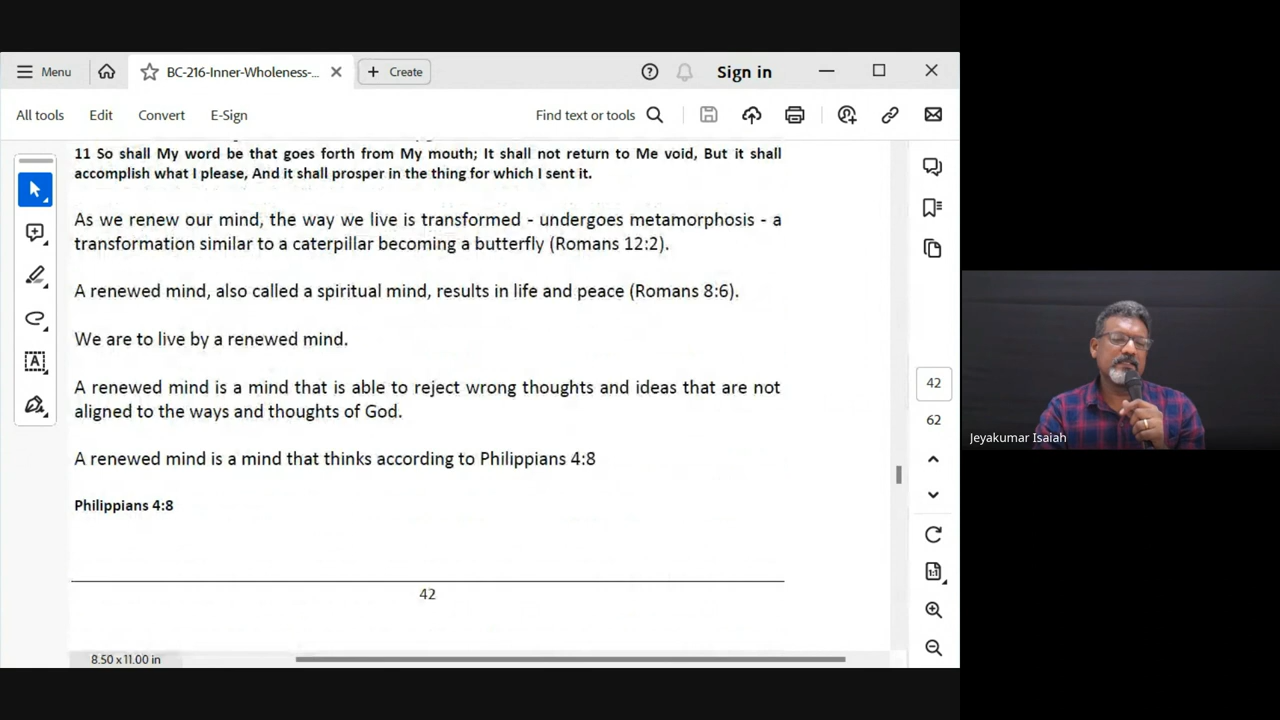 Menu
BC-216-Inner-Wholeness-...
Create
Sign in
All tools
Edit
Convert
E-Sign
Find text or tools
11 So shall My word be that goes forth from My mouth; It shall not return to Me void, But it shall
accomplish what I please, And it shall prosper in the thing for which I sent it.
As we renew our mind, the way we live is transformed - undergoes metamorphosis - a
transformation similar to a caterpillar becoming a butterfly (Romans 12:2).
A renewed mind, also called a spiritual mind, results in life and peace (Romans 8:6).
We are to live by a renewed mind.
A renewed mind is a mind that is able to reject wrong thoughts and ideas that are not
aligned to the ways and thoughts of God.
A renewed mind is a mind that thinks according to Philippians 4:8
Philippians 4:8
42
8.50 x 11.00 in
42
62
1:1
Jeyakumar Isaiah